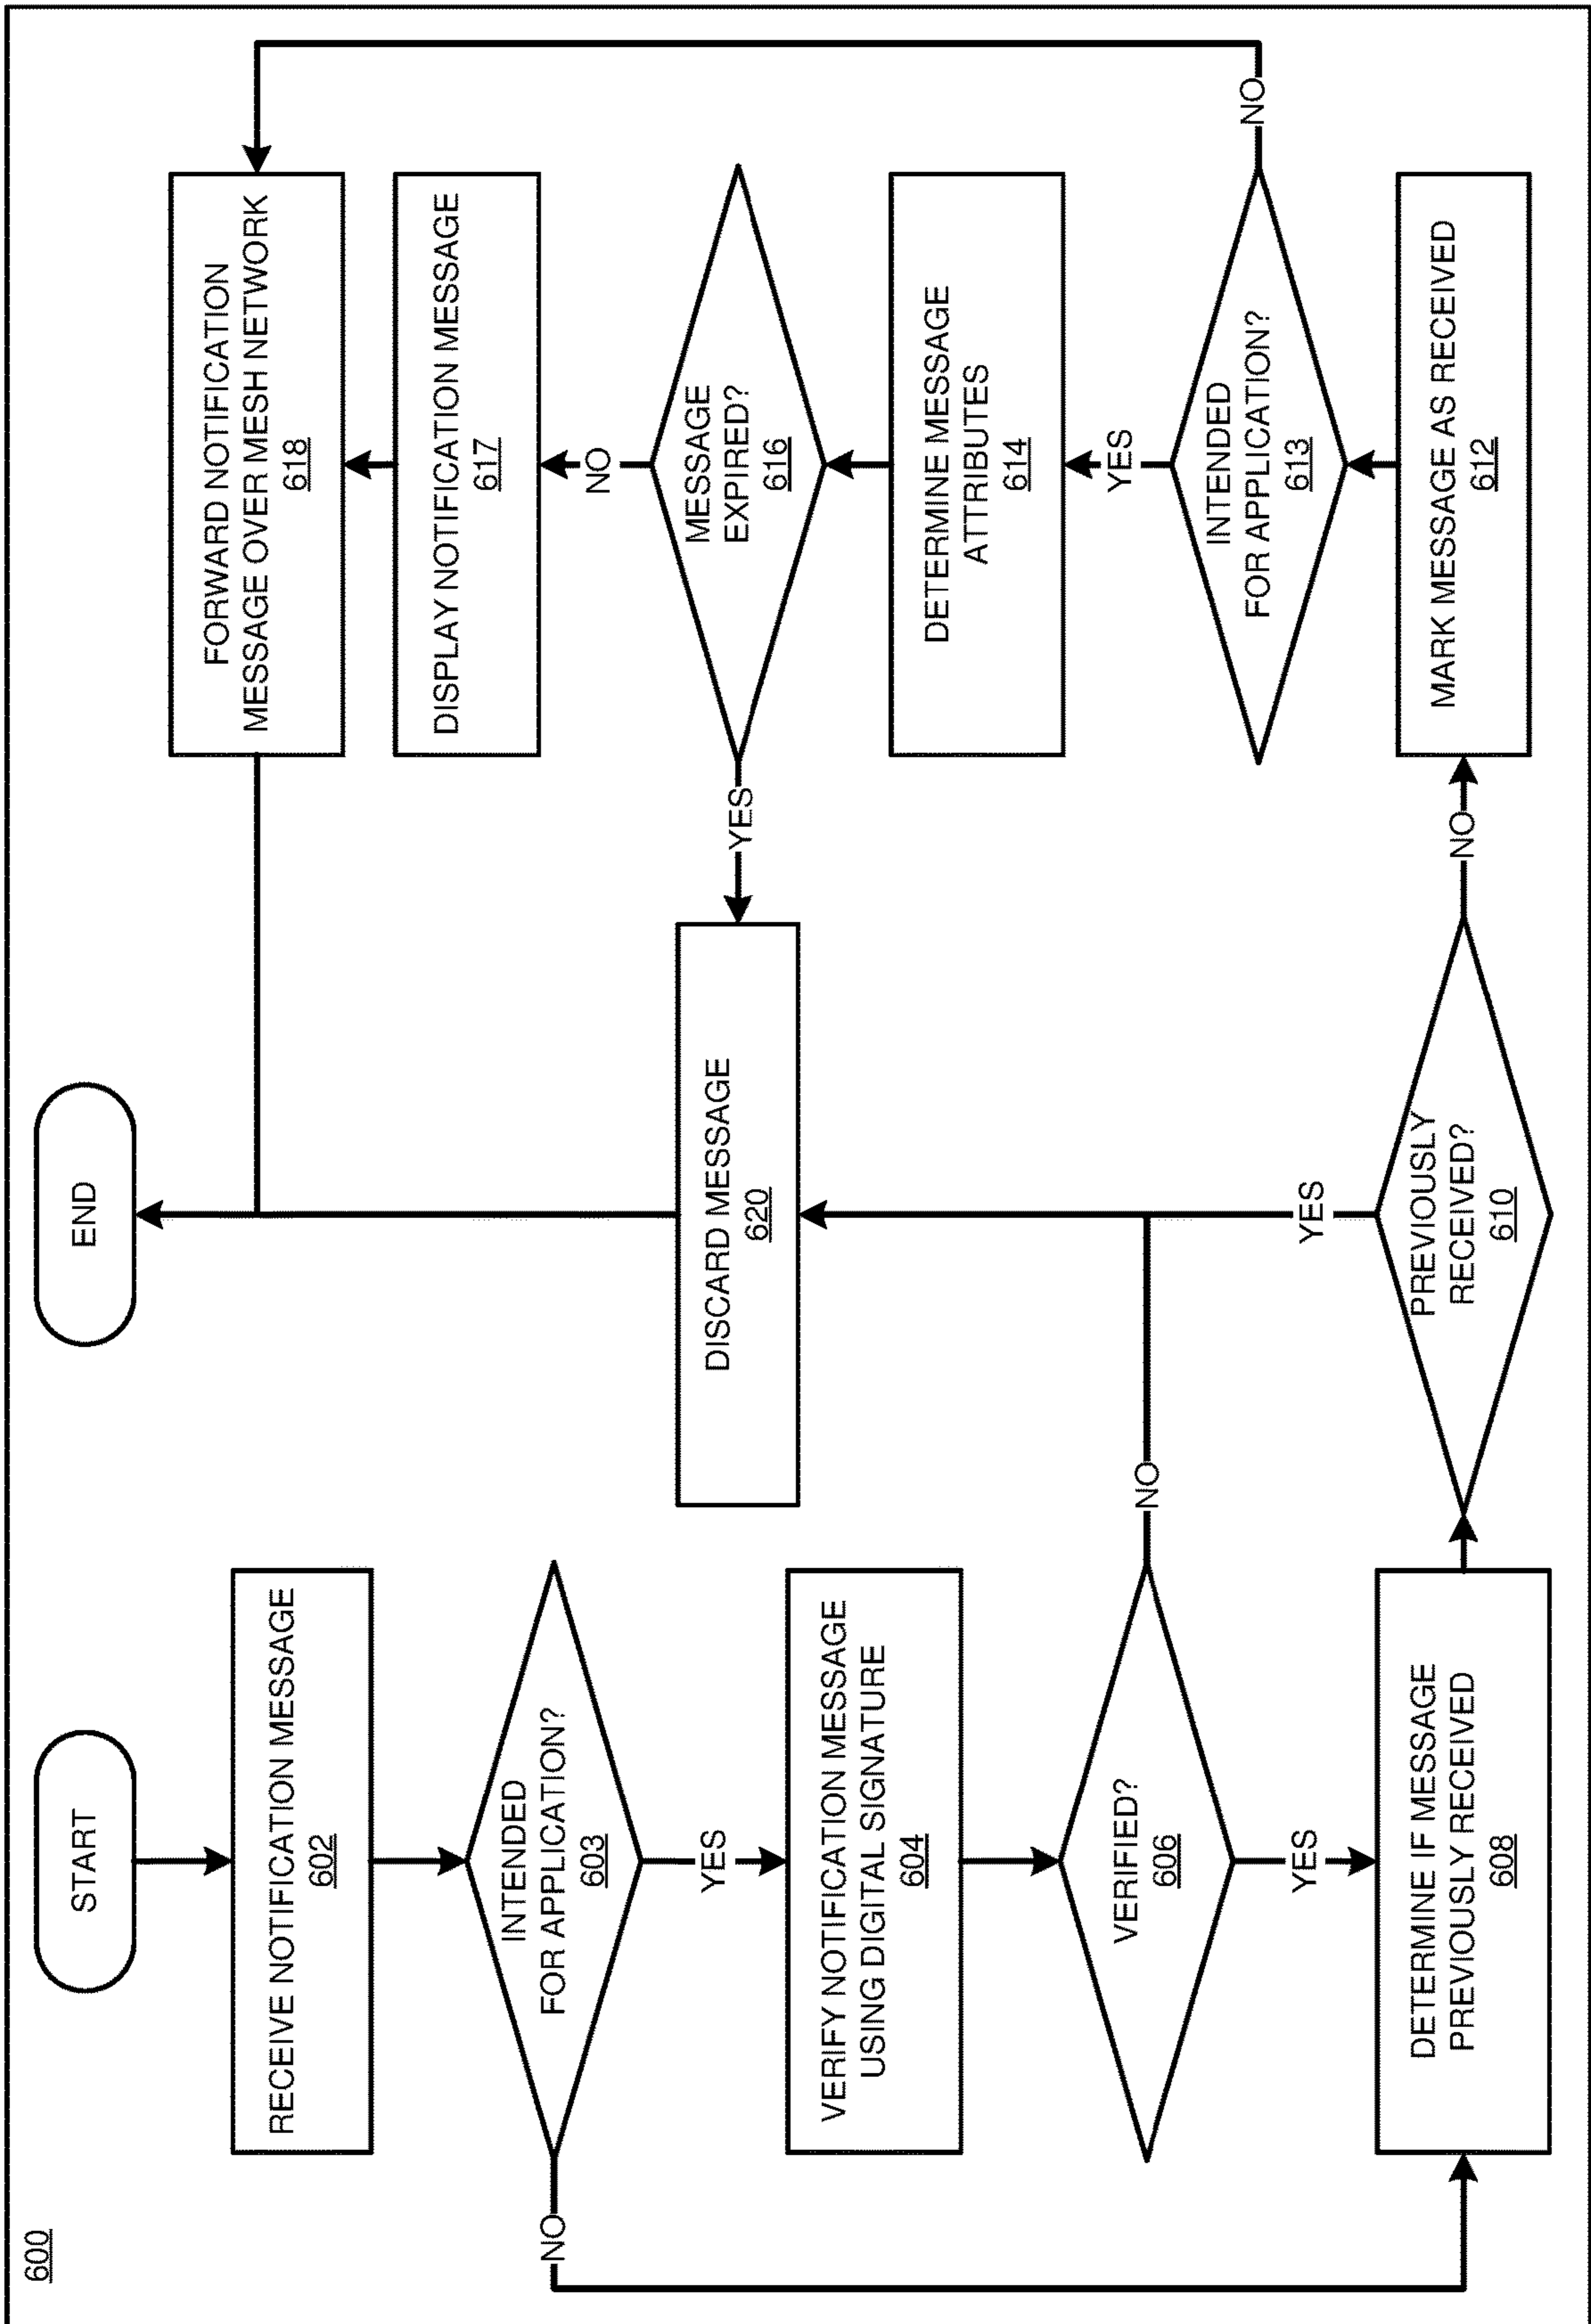 600
START
RECEIVE NOTIFICATION MESSAGE
602
INTENDED
FOR APPLICATION?
603
NO
YES
VERIFY NOTIFICATION MESSAGE
USING DIGITAL SIGNATURE
604
VERIFIED?
606
NO
YES
DETERMINE IF MESSAGE
PREVIOUSLY RECEIVED
608
END
DISCARD MESSAGE
620
YES
PREVIOUSLY
RECEIVED?
610
NO
FORWARD NOTIFICATION
MESSAGE OVER MESH NETWORK
618
DISPLAY NOTIFICATION MESSAGE
617
NO
MESSAGE
EXPIRED?
616
YES
DETERMINE MESSAGE
ATTRIBUTES
614
YES
INTENDED
FOR APPLICATION?
613
NO
MARK MESSAGE AS RECEIVED
612